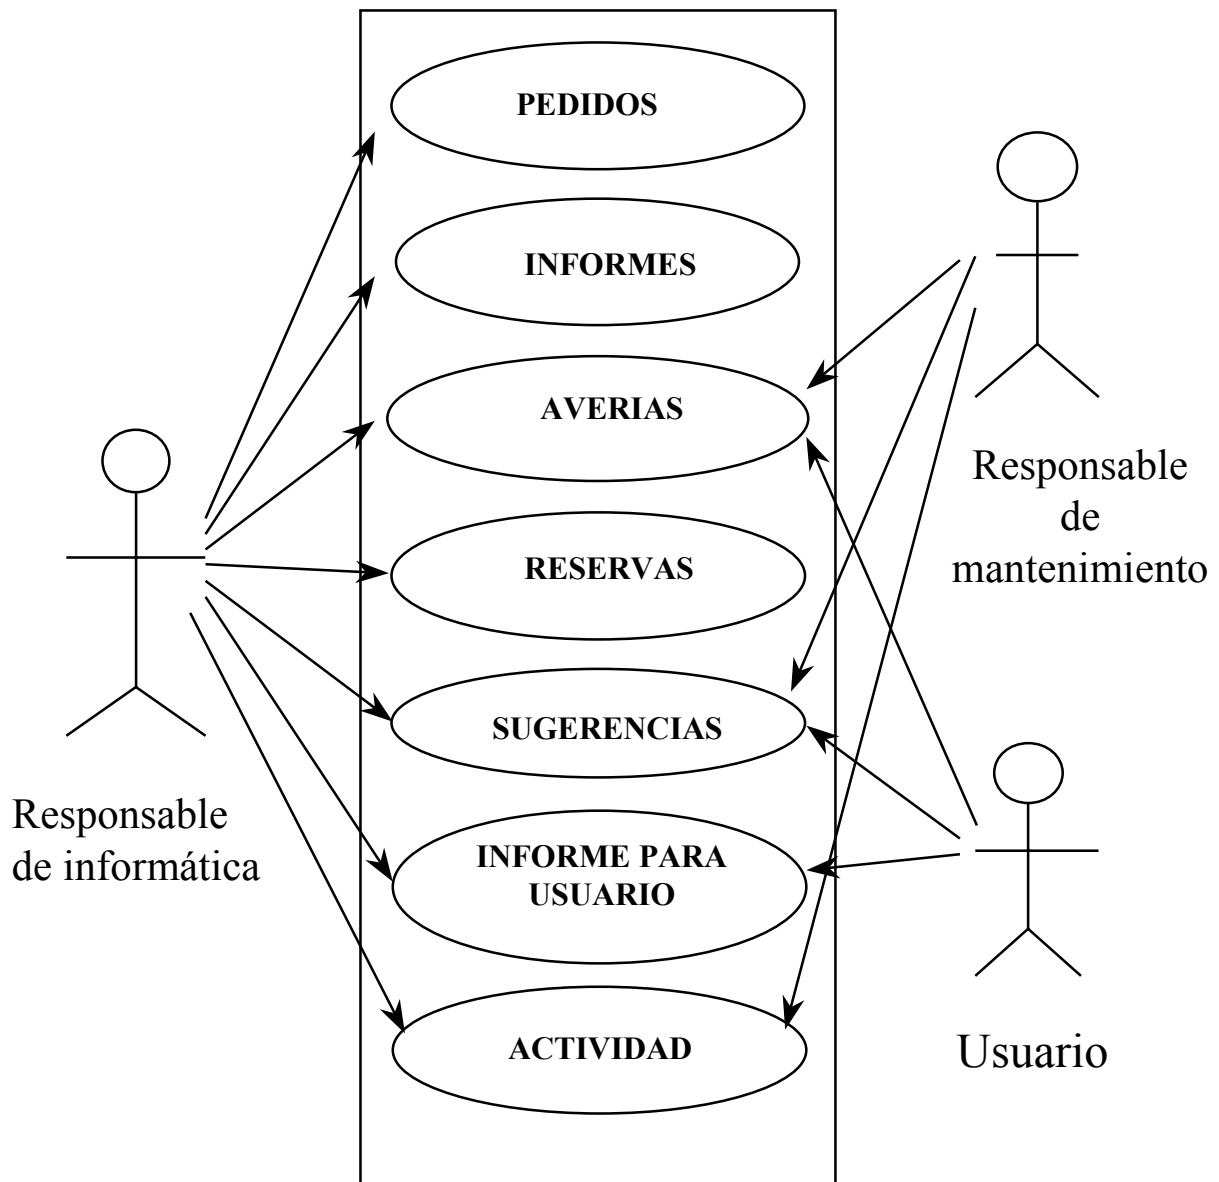 PEDIDOS
INFORMES
AVERIAS
RESERVAS
SUGERENCIAS
INFORME PARA
USUARIO
ACTIVIDAD
Responsable
de informática
Responsable
de
mantenimiento
Usuario